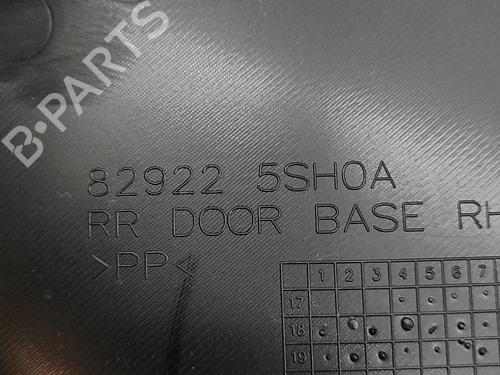 B-PARTS
82922 5SH0A
RR DOOR BASE RH
>PP<
1 2 3 4 5 6 7
17
18
19